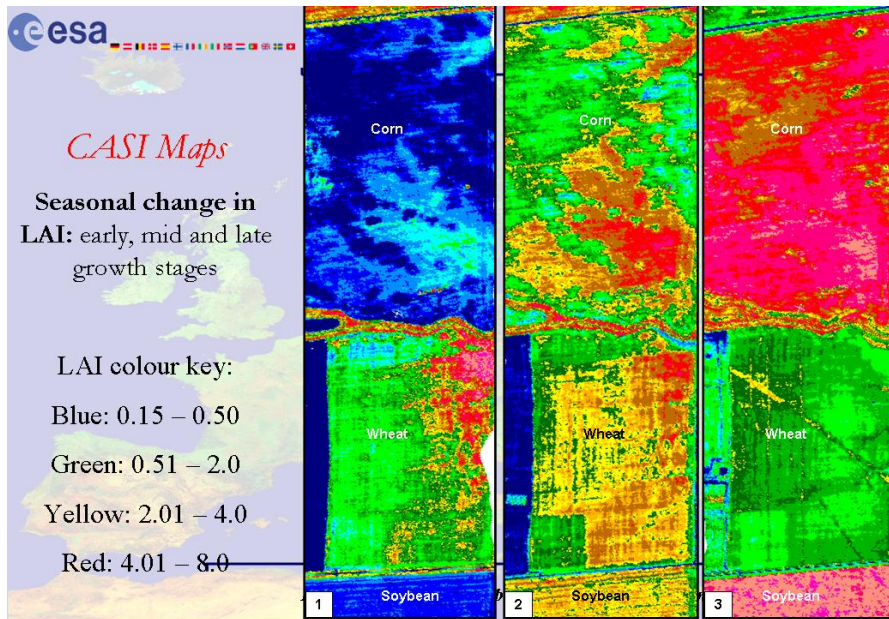 esa
CASI Maps
Seasonal change in
LAI: early, mid and late
growth stages
LAI colour key:
Blue: 0.15 – 0.50
Green: 0.51 – 2.0
Yellow: 2.01 – 4.0
Red: 4.01 – 8.0
Corn
Wheat
Soybean
1
Corn
Wheat
Soybean
2
Corn
Wheat
Soybean
3